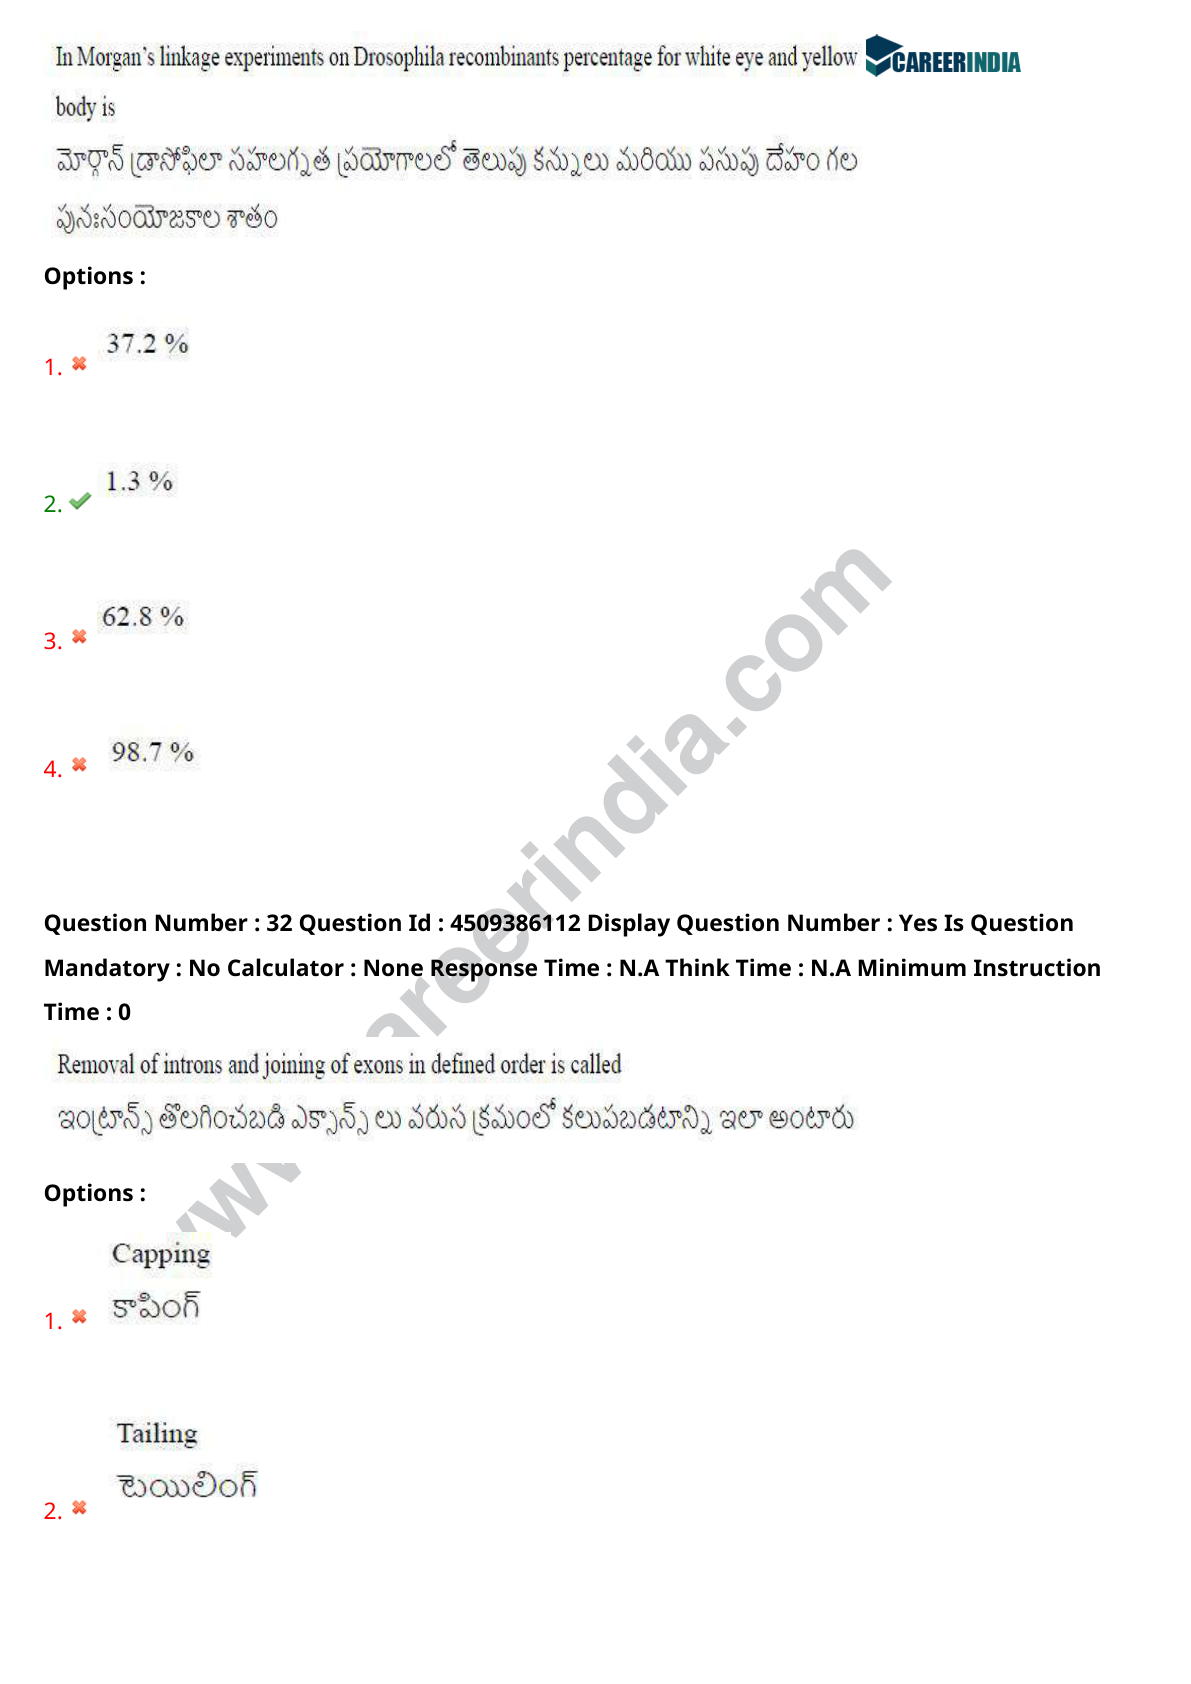 In Morgan's linkage experiments on Drosophila recombinants percentage for white eye and yellow
CAREERINDIA
body is
మోర్గాన్ డ్రాసోఫిలా సహలగ్నత ప్రయోగాలలో తెలుపు కన్నులు మరియు పసుపు దేహం గల
పునఃసంయోజకాల శాతం
Options :
37.2 %
1.
1.3 %
2.
62.8 %
3.
98.7 %
4.
www.careerindia.com
Question Number : 32 Question Id : 4509386112 Display Question Number : Yes Is Question
Mandatory : No Calculator : None Response Time : N.A Think Time : N.A Minimum Instruction
Time : 0
Removal of introns and joining of exons in defined order is called
ఇంట్రాన్స్ తొలగించబడి ఎక్సాన్స్ లు వరుస క్రమంలో కలుపబడటాన్ని ఇలా అంటారు
Options :
Capping
కాపింగ్
1.
Tailing
టెయిలింగ్
2.